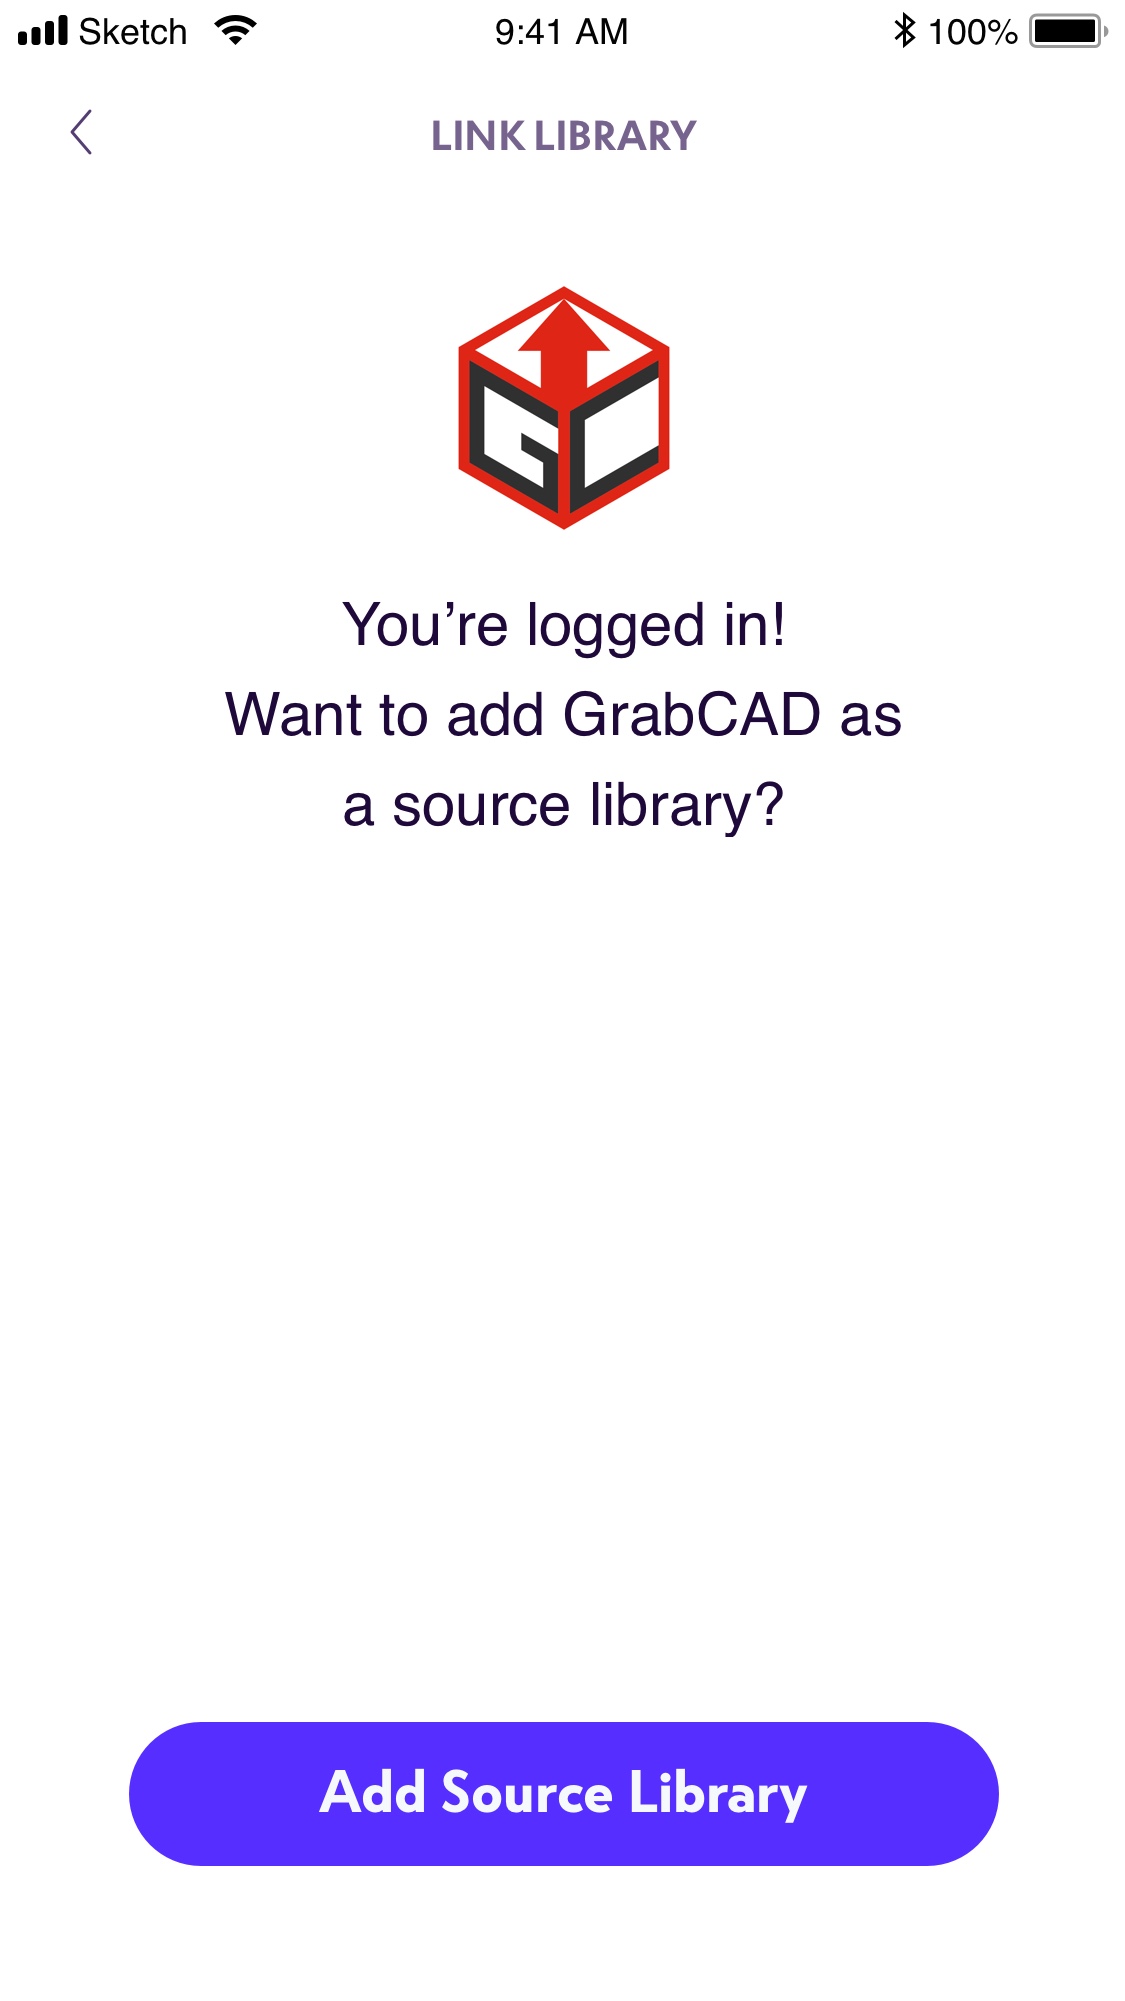 Sketch 9:41 AM 100%
LINK LIBRARY
GC
You’re logged in!
Want to add GrabCAD as
a source library?
Add Source Library